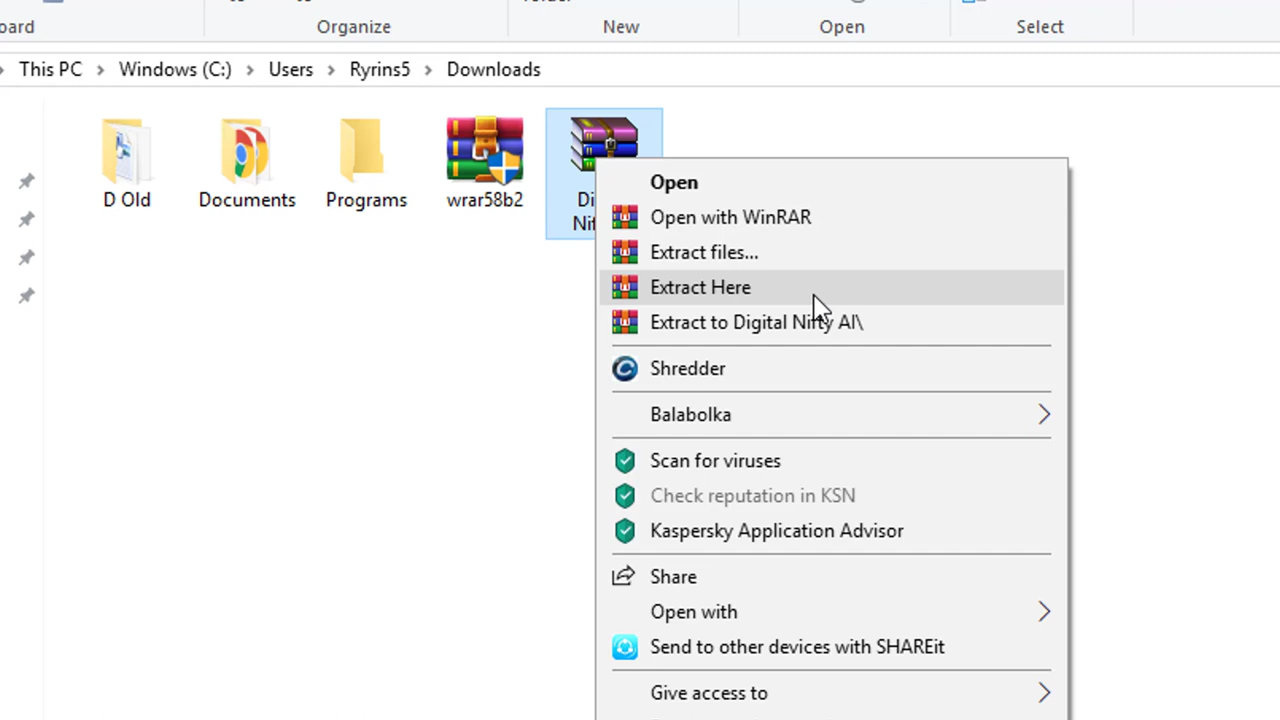 oard
Organize
New
Open
Select
This PC > Windows (C:) > Users > Ryrins5 > Downloads
D Old
Documents
Programs
wrar58b2
Di
Nif
Open
Open with WinRAR
Extract files...
Extract Here
Extract to Digital Nifty AI\
Shredder
Balabolka
Scan for viruses
Check reputation in KSN
Kaspersky Application Advisor
Share
Open with
Send to other devices with SHAREit
Give access to